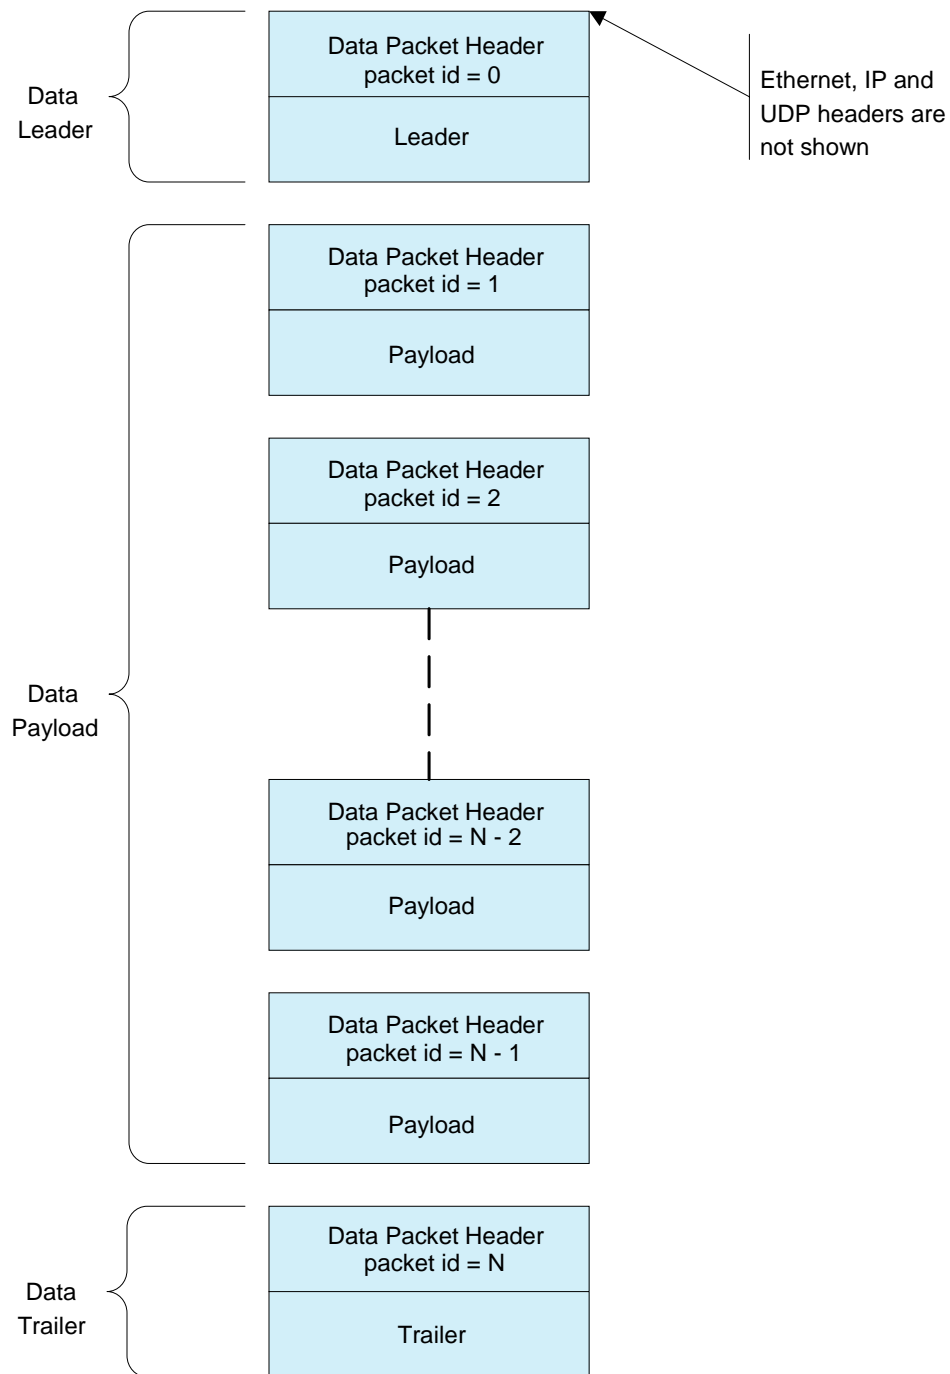 Data Packet Header
packet id = 0
Leader
Data
Leader
Ethernet, IP and
UDP headers are
not shown
Data Packet Header
packet id = 1
Payload
Data Packet Header
packet id = 2
Payload
Data
Payload
Data Packet Header
packet id = N - 2
Payload
Data Packet Header
packet id = N - 1
Payload
Data Packet Header
packet id = N
Trailer
Data
Trailer